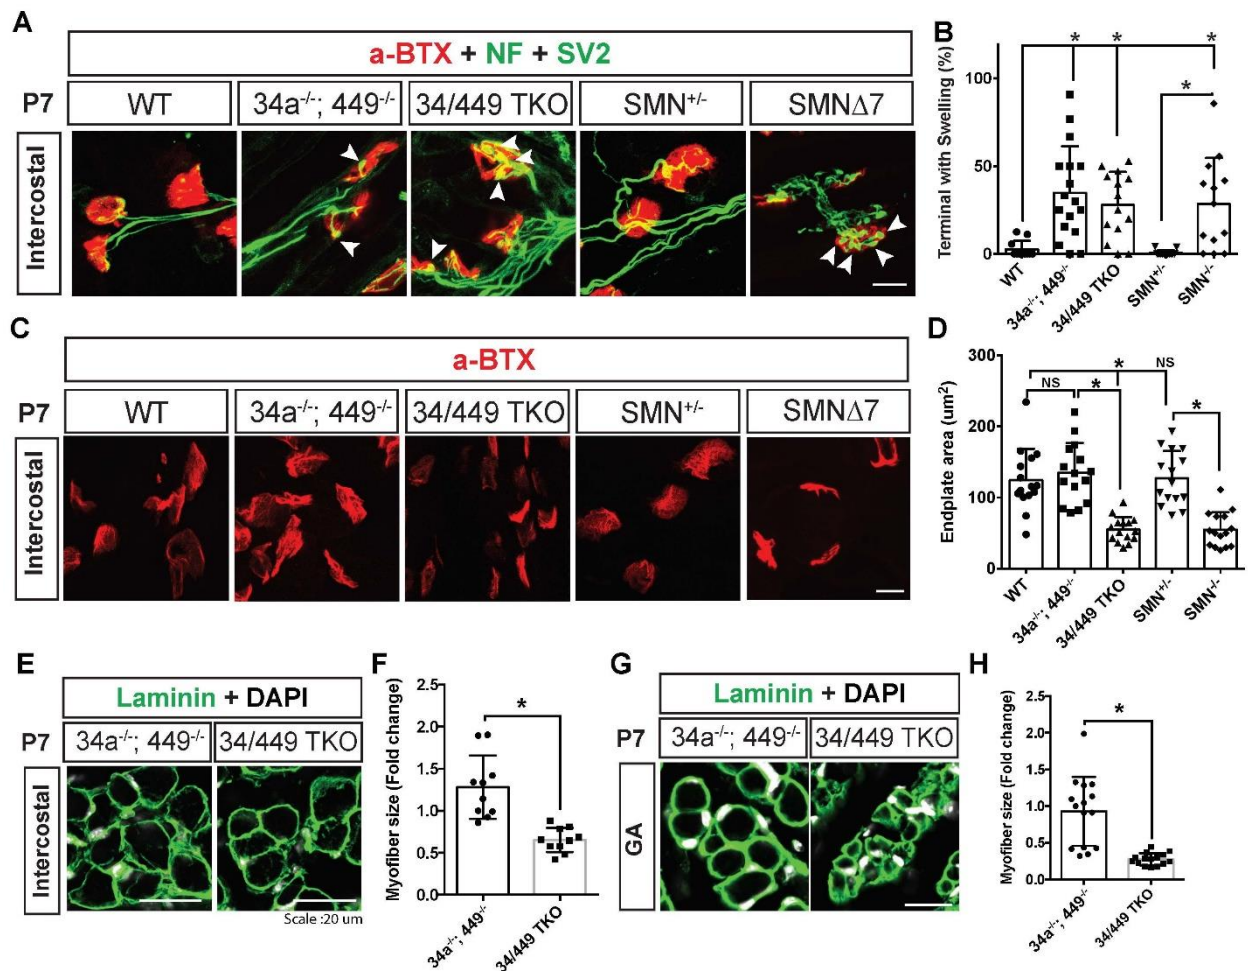 A
a-BTX + NF + SV2
P7
WT
34a-/-; 449-/-
34/449 TKO
SMN+/-
SMNΔ7
Intercostal
B
Terminal with Swelling (%)
100
50
0
WT
34a-/-; 449-/-
34/449 TKO
SMN+/-
SMN-/-
* * *
*
C
a-BTX
P7
WT
34a-/-; 449-/-
34/449 TKO
SMN+/-
SMNΔ7
Intercostal
D
Endplate area (um2)
300
200
100
0
* NS
NS * *
WT
34a-/-; 449-/-
34/449 TKO
SMN+/-
SMN-/-
E
Laminin + DAPI
P7
34a-/-; 449-/-
34/449 TKO
Intercostal
Scale :20 um
F
Myofiber size (Fold change)
2.5
2.0
1.5
1.0
0.5
0.0
*
34a-/-; 449-/-
34/449 TKO
G
Laminin + DAPI
P7
34a-/-; 449-/-
34/449 TKO
GA
H
Myofiber size (Fold change)
2.5
2.0
1.5
1.0
0.5
0.0
*
34a-/-; 449-/-
34/449 TKO